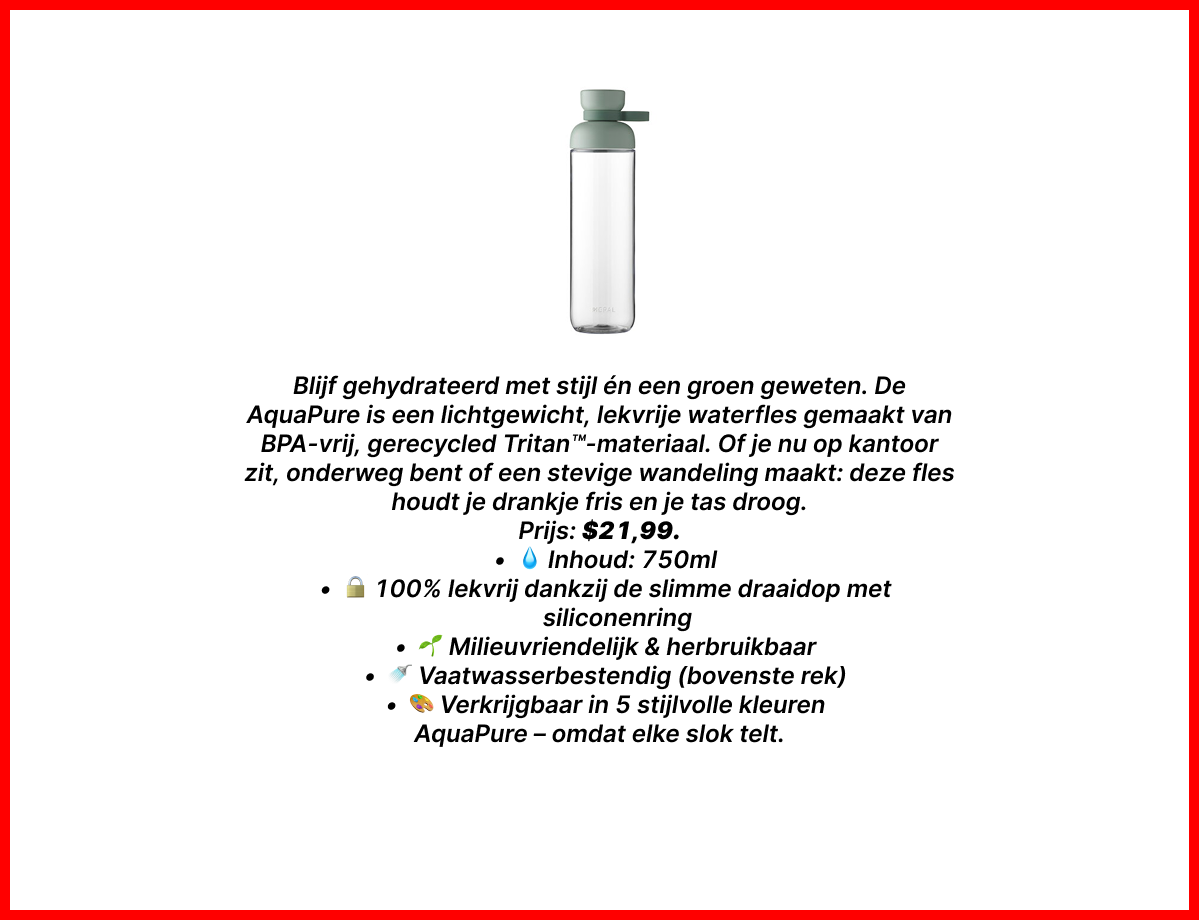 Blijf gehydrateerd met stijl én een groen geweten. De
AquaPure is een lichtgewicht, lekvrije waterfles gemaakt van
BPA-vrij, gerecycled Tritan™-materiaal. Of je nu op kantoor
zit, onderweg bent of een stevige wandeling maakt: deze fles
houdt je drankje fris en je tas droog.
Prijs: $21,99.
• 💧 Inhoud: 750ml
• 🔒 100% lekvrij dankzij de slimme draaidop met
siliconenring
• 🌱 Milieuvriendelijk & herbruikbaar
• 🚿 Vaatwasserbestendig (bovenste rek)
• 🎨 Verkrijgbaar in 5 stijlvolle kleuren
AquaPure – omdat elke slok telt.